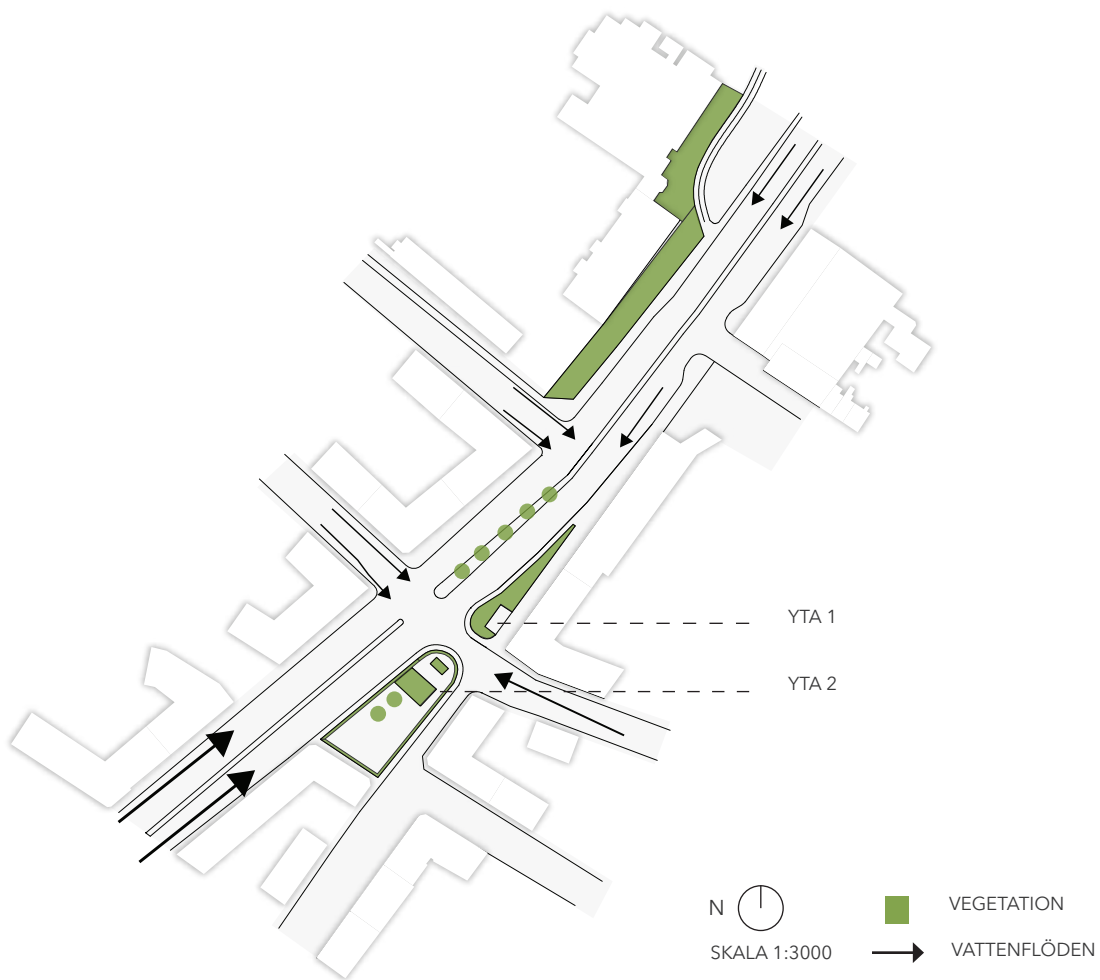 YTA 1
YTA 2
N
VEGETATION
SKALA 1:3000
VATTENFLÖDEN